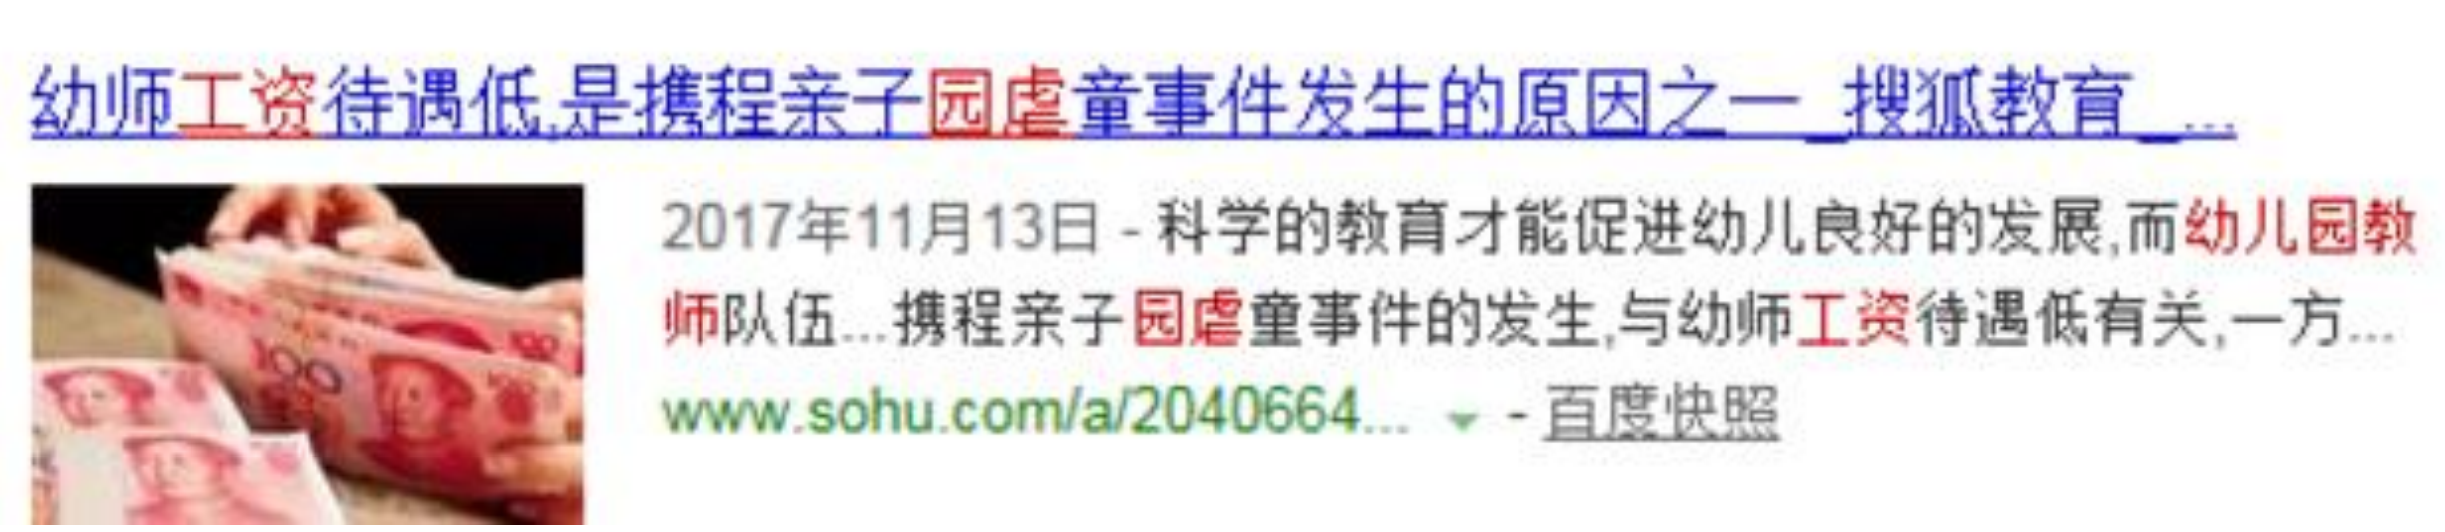 幼师工资待遇低,是携程亲子园虐童事件发生的原因之一_搜狐教育_...
2017年11月13日 - 科学的教育才能促进幼儿良好的发展,而幼儿园教
师队伍...携程亲子园虐童事件的发生,与幼师工资待遇低有关,一方...
www.sohu.com/a/2040664... - 百度快照
100